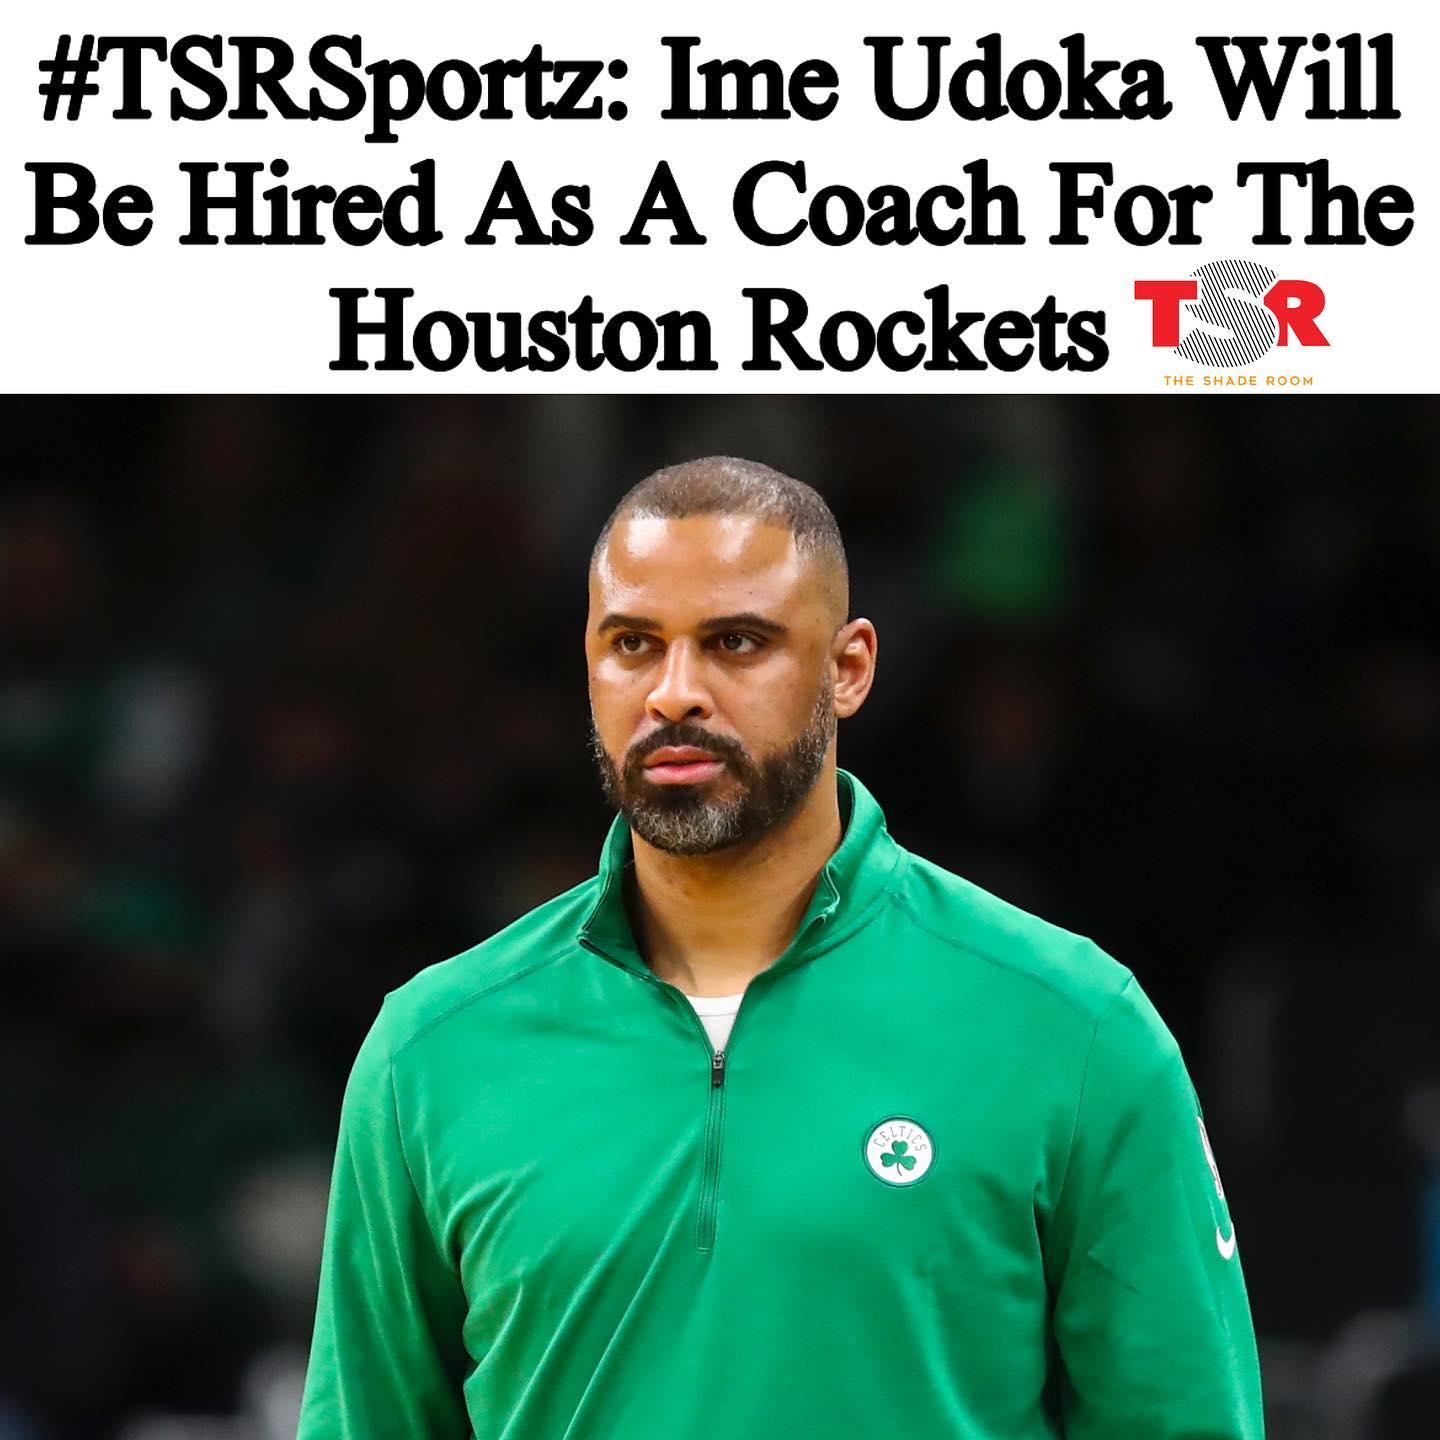 #TSRSportz: Ime Udoka Will
Be Hired As A Coach For The
Houston Rockets
TSR
THE SHADE ROOM
CELTICS